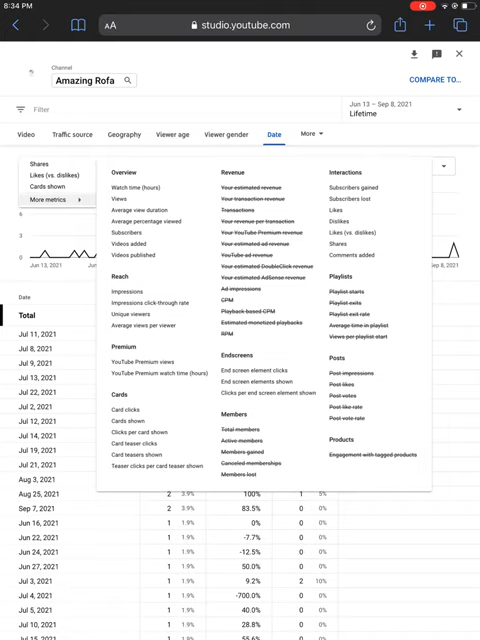 8:34 PM
AA
studio.youtube.com
Channel
Amazing Rofa
COMPARE TO...
Filter
Jun 13 – Sep 8, 2021
Lifetime
Video Traffic source Geography Viewer age Viewer gender Date More
Shares
Likes (vs. dislikes)
Cards shown
More metrics
Overview
Watch time (hours)
Views
Average view duration
Average percentage viewed
Subscribers
Videos added
Videos published
Reach
Impressions
Impressions click-through rate
Unique viewers
Average views per viewer
Premium
YouTube Premium views
YouTube Premium watch time (hours)
Cards
Card clicks
Cards shown
Clicks per card shown
Card teaser clicks
Card teasers shown
Teaser clicks per card teaser shown
Revenue
Your estimated revenue
Your transaction revenue
Transactions
Your revenue per transaction
Your YouTube Premium revenue
Your estimated ad revenue
YouTube ad revenue
Your estimated DoubleClick revenue
Your estimated AdSense revenue
Ad impressions
CPM
Playback-based CPM
Estimated monetized playbacks
RPM
Endscreens
End screen element clicks
End screen elements shown
Clicks per end screen element shown
Members
Total members
Active members
Members gained
Canceled memberships
Members lost
Interactions
Subscribers gained
Subscribers lost
Likes
Dislikes
Likes (vs. dislikes)
Shares
Comments added
Playlists
Playlist starts
Playlist exits
Playlist exit rate
Average time in playlist
Views per playlist start
Posts
Post impressions
Post likes
Post votes
Post like rate
Post vote rate
Products
Engagement with tagged products
6
3
0
Jun 13, 2021
Sep 8, 2021
Date
Total
Jul 11, 2021
Jul 8, 2021
Jul 9, 2021
Jul 13, 2021
Jul 22, 2021
Jul 2, 2021
Jul 12, 2021
Jul 14, 2021
Jul 19, 2021
Jul 21, 2021
Aug 3, 2021
Aug 25, 2021 2 3.9% 100% 1 5%
Sep 7, 2021 2 3.9% 83.5% 0 0%
Jun 16, 2021 1 1.9% 0% 0 0%
Jun 22, 2021 1 1.9% -7.7% 0 0%
Jun 24, 2021 1 1.9% -12.5% 0 0%
Jun 27, 2021 1 1.9% 50.0% 0 0%
Jul 3, 2021 1 1.9% 9.2% 2 10%
Jul 4, 2021 1 1.9% -700.0% 0 0%
Jul 5, 2021 1 1.9% 40.0% 0 0%
Jul 10, 2021 1 1.9% 28.8% 0 0%
Jul 15, 2021 1 1.9% 55.6% 0 0%